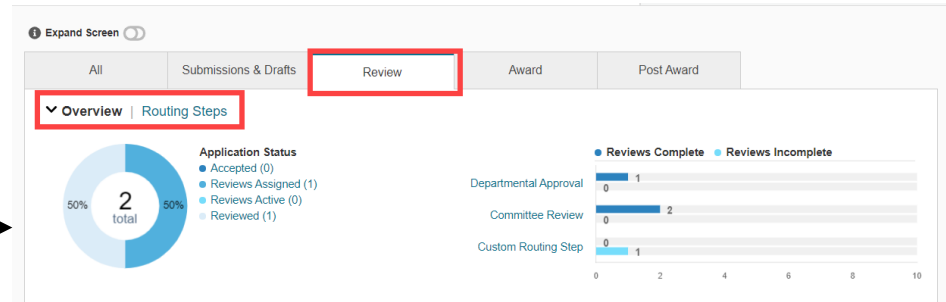 Expand Screen
All Submissions & Drafts Review Award Post Award
Overview | Routing Steps
Application Status
Accepted (0)
Reviews Assigned (1)
Reviews Active (0)
Reviewed (1)
50% 2 50%
total
Reviews Complete Reviews Incomplete
Departmental Approval 1
0
Committee Review 2
0
Custom Routing Step 0
1
0 2 4 6 8 10